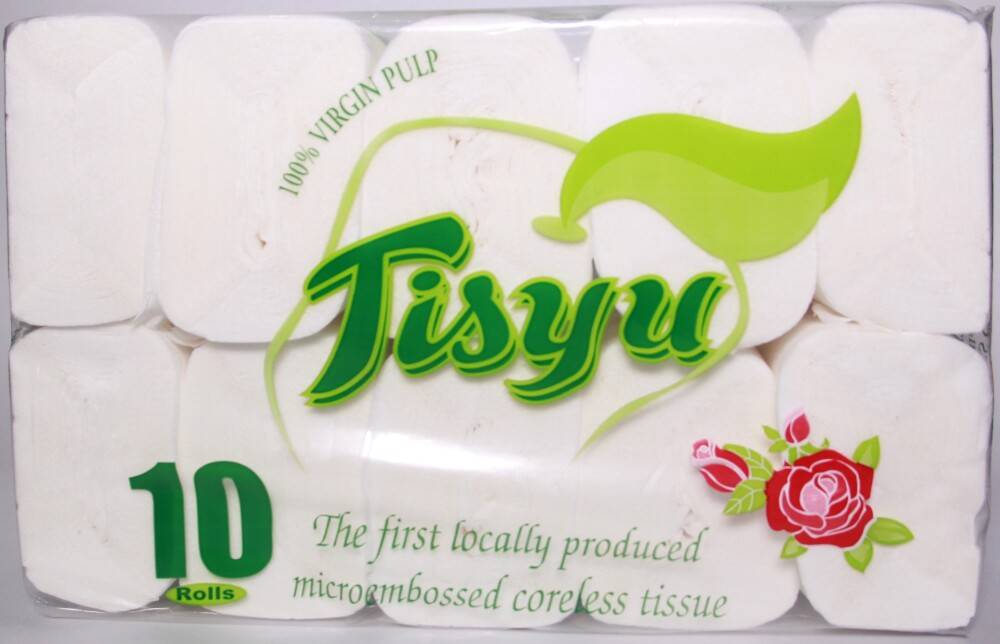 100% VIRGIN PULP
Tisyu
10
Rolls
The first locally produced
microembossed coreless tissue